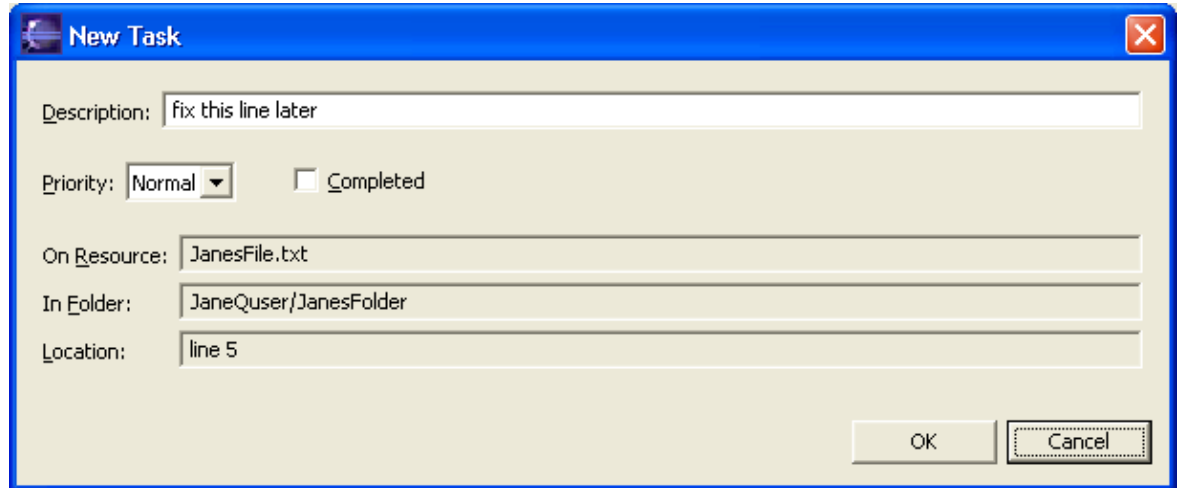 New Task
Description: fix this line later
Priority: Normal Completed
On Resource: JanesFile.txt
In Folder: JaneQuser/JanesFolder
Location: line 5
OK Cancel